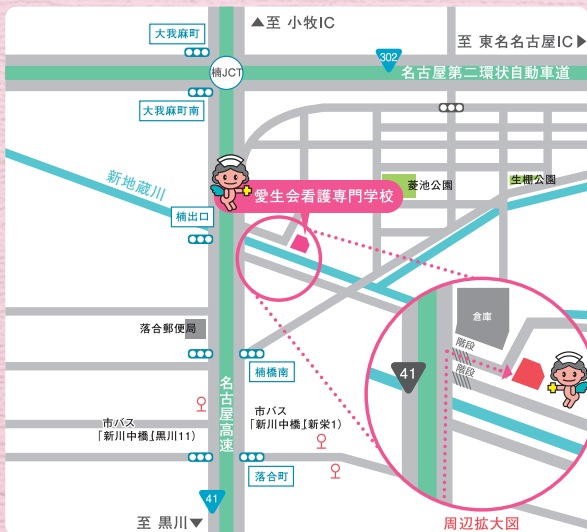 ▲至 小牧IC
大我麻町
302
至 東名名古屋IC▶
楠JCT
名古屋第二環状自動車道
大我麻町南
新地蔵川
愛生会看護専門学校
菱池公園
生棚公園
楠出口
倉庫
落合郵便局
階段
階段
41
楠橋南
名古屋高速
市バス
「新川中橋」「黒川11」
市バス
「新川中橋」「新栄1」
落合町
41
至 黒川▼
周辺拡大図